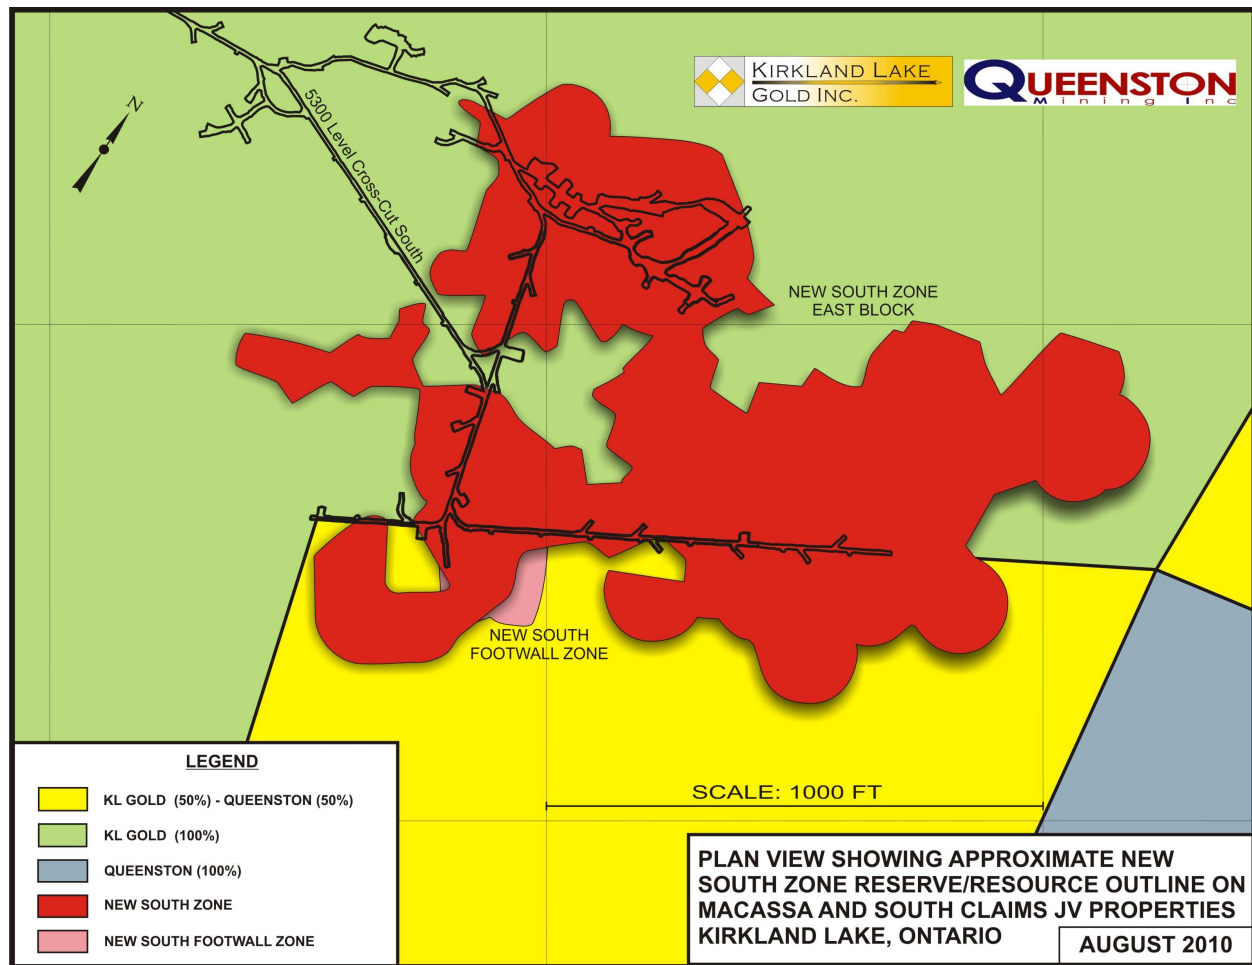 KIRKLAND LAKE
GOLD INC.
QUEENSTON
Mining Inc
N
5300 Level Cross-Cut South
NEW SOUTH ZONE
EAST BLOCK
NEW SOUTH
FOOTWALL ZONE
LEGEND
KL GOLD (50%) - QUEENSTON (50%)
KL GOLD (100%)
QUEENSTON (100%)
NEW SOUTH ZONE
NEW SOUTH FOOTWALL ZONE
SCALE: 1000 FT
PLAN VIEW SHOWING APPROXIMATE NEW
SOUTH ZONE RESERVE/RESOURCE OUTLINE ON
MACASSA AND SOUTH CLAIMS JV PROPERTIES
KIRKLAND LAKE, ONTARIO
AUGUST 2010